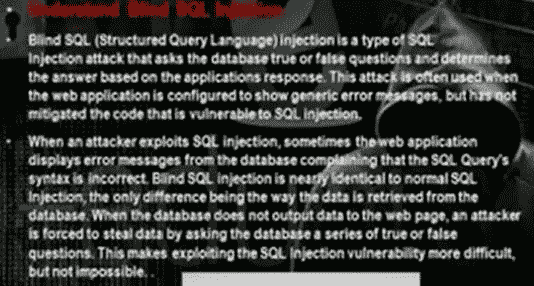 Understand Blind SQL Injection
Blind SQL (Structured Query Language) injection is a type of SQL
Injection attack that asks the database true or false questions and determines
the answer based on the applications response. This attack is often used when
the web application is configured to show generic error messages, but has not
mitigated the code that is vulnerable to SQL injection.
When an attacker exploits SQL injection, sometimes the web application
displays error messages from the database complaining that the SQL Query's
syntax is incorrect. Blind SQL injection is nearly identical to normal SQL
Injection, the only difference being the way the data is retrieved from the
database. When the database does not output data to the web page, an attacker
is forced to steal data by asking the database a series of true or false
questions. This makes exploiting the SQL Injection vulnerability more difficult,
but not impossible. .